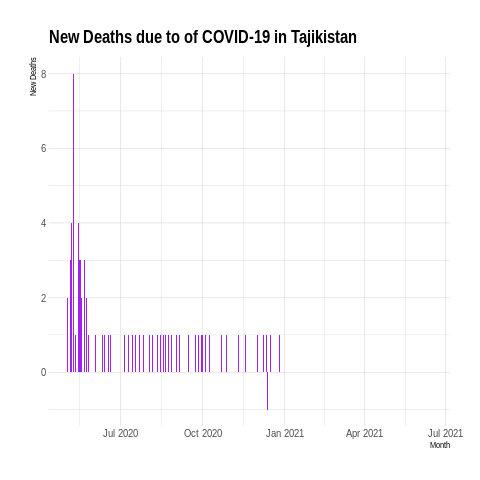 New Deaths due to of COVID-19 in Tajikistan
New Deaths
8
6
4
2
0
Jul 2020
Oct 2020
Jan 2021
Apr 2021
Jul 2021
Month